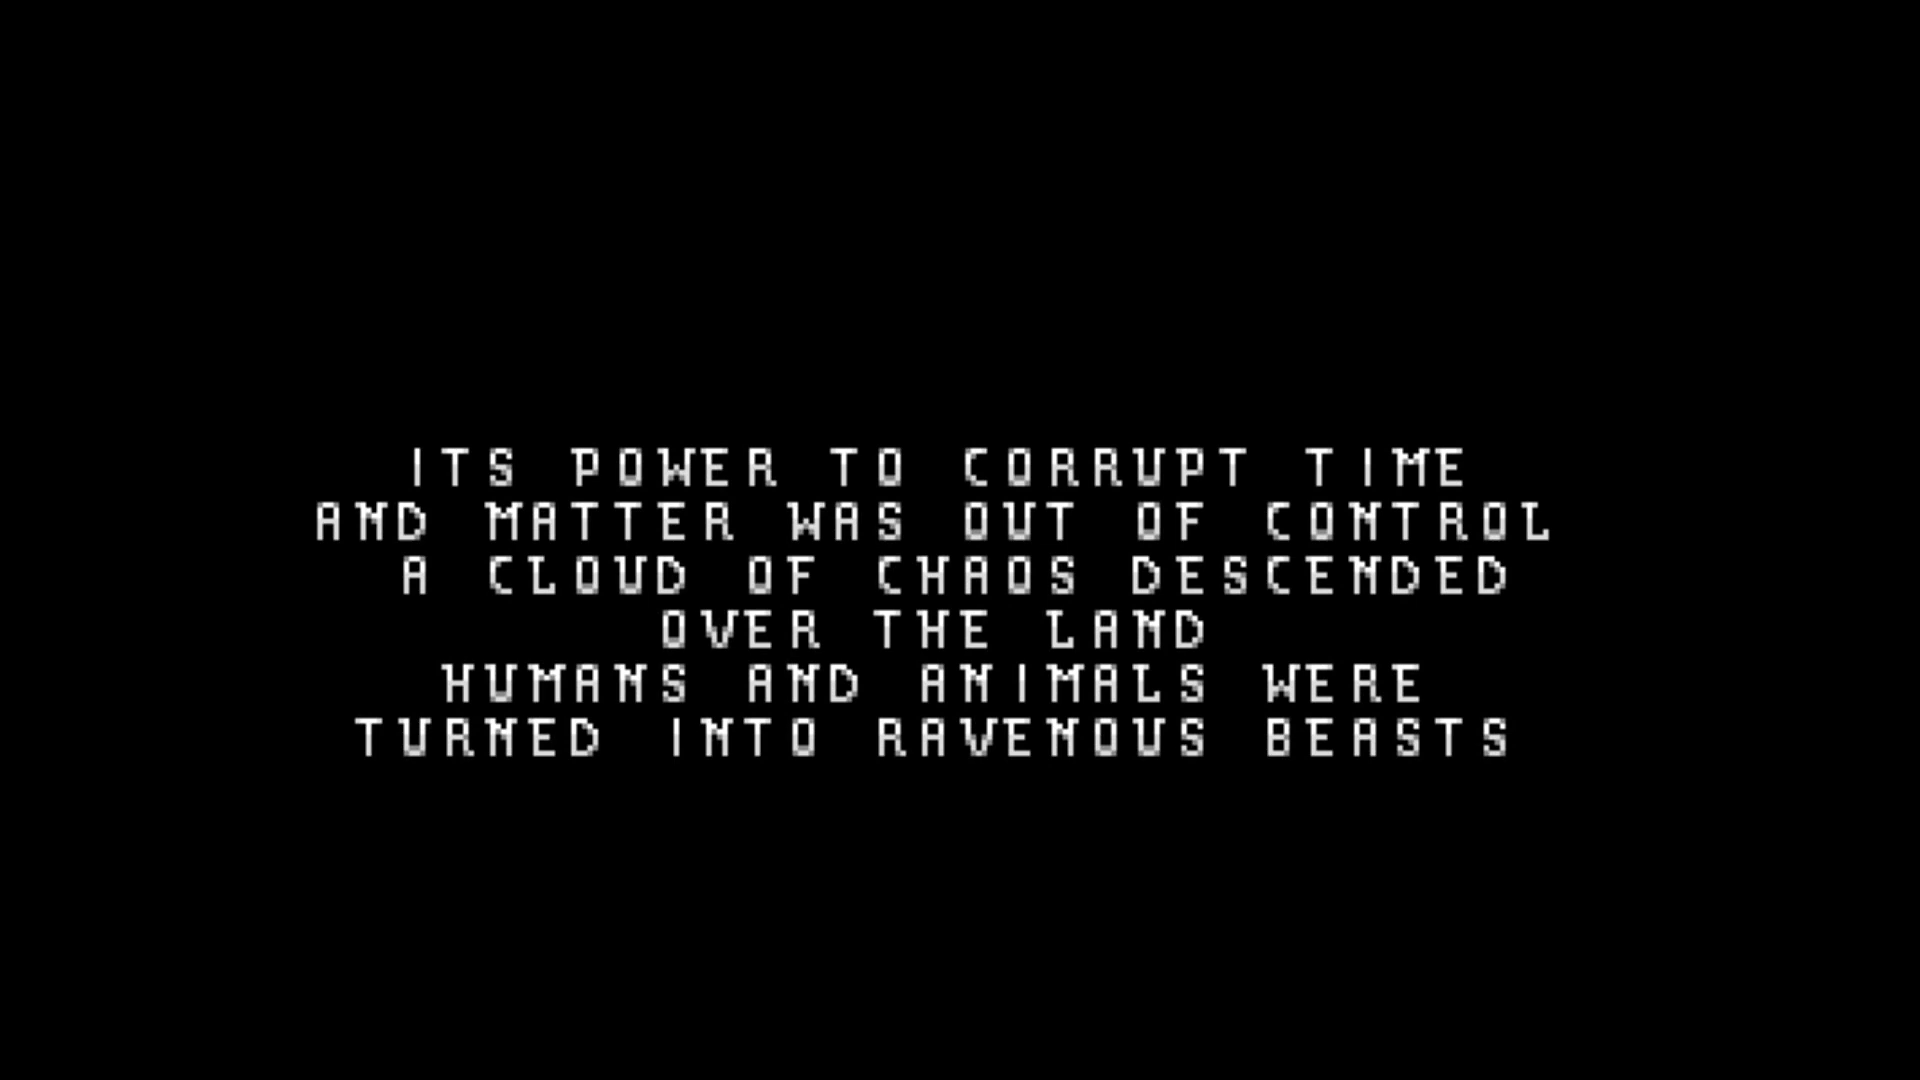 ITS POWER TO CORRUPT TIME
AND MATTER WAS OUT OF CONTROL
A CLOUD OF CHAOS DESCENDED
OVER THE LAND
HUMANS AND ANIMALS WERE
TURNED INTO RAVENOUS BEASTS